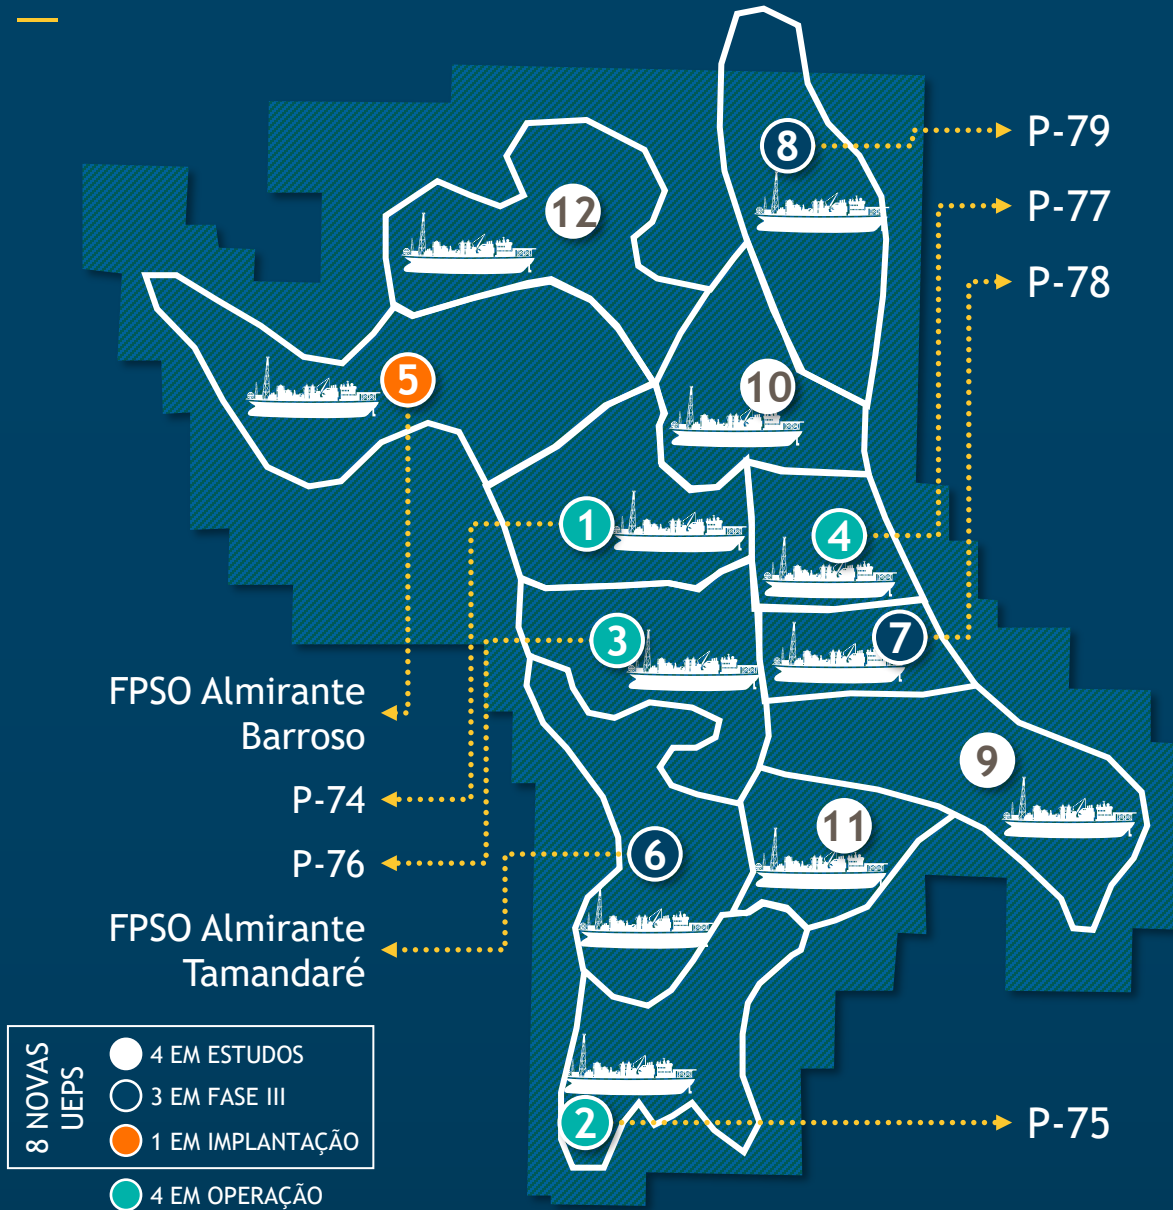 8
P-79
12
P-77
P-78
5
10
1
4
3
7
FPSO Almirante
Barroso
9
P-74
11
P-76
6
FPSO Almirante
Tamandaré
8 NOVAS
UEPS
4 EM ESTUDOS
3 EM FASE III
1 EM IMPLANTAÇÃO
4 EM OPERAÇÃO
2
P-75